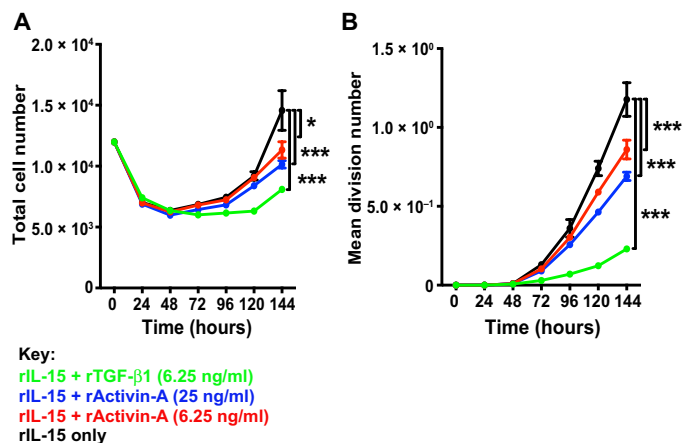 A
Total cell number
2.0 × 10⁴
1.5 × 10⁴
1.0 × 10⁴
5.0 × 10³
0
0 24 48 72 96 120 144
Time (hours)
*
***
***
B
Mean division number
1.5 × 10⁰
1.0 × 10⁰
5.0 × 10⁻¹
0
0 24 48 72 96 120 144
Time (hours)
***
***
***
Key:
rIL-15 + rTGF-β1 (6.25 ng/ml)
rIL-15 + rActivin-A (25 ng/ml)
rIL-15 + rActivin-A (6.25 ng/ml)
rIL-15 only